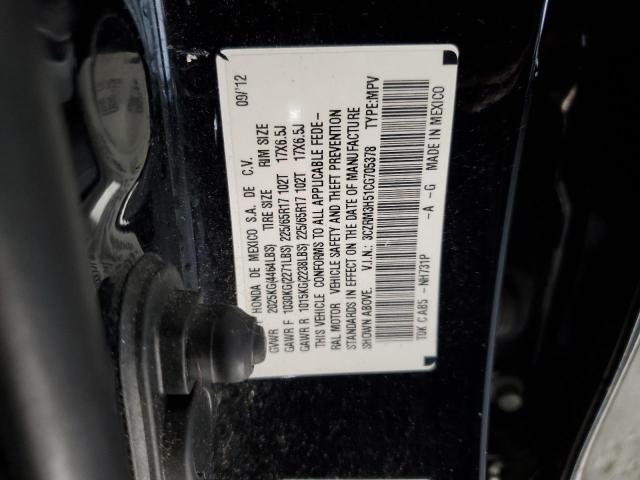 F HONDA DE MEXICO S.A. DE C.V. 09/'12
GVWR 2025KG(4464LBS) TIRE SIZE RIM SIZE
GAWR F 1030KG(2271LBS) 225/65R17 102T 17X6.5J
GAWR R 1015KG(2238LBS) 225/65R17 102T 17X6.5J
THIS VEHICLE CONFORMS TO ALL APPLICABLE FEDE-
RAL MOTOR VEHICLE SAFETY AND THEFT PREVENTION
STANDARDS IN EFFECT ON THE DATE OF MANUFACTURE
SHOWN ABOVE. V.I.N.: 3CZRM3H51CG705378 TYPE:MPV
T0K CA85 -NH731P -A -G MADE IN MEXICO